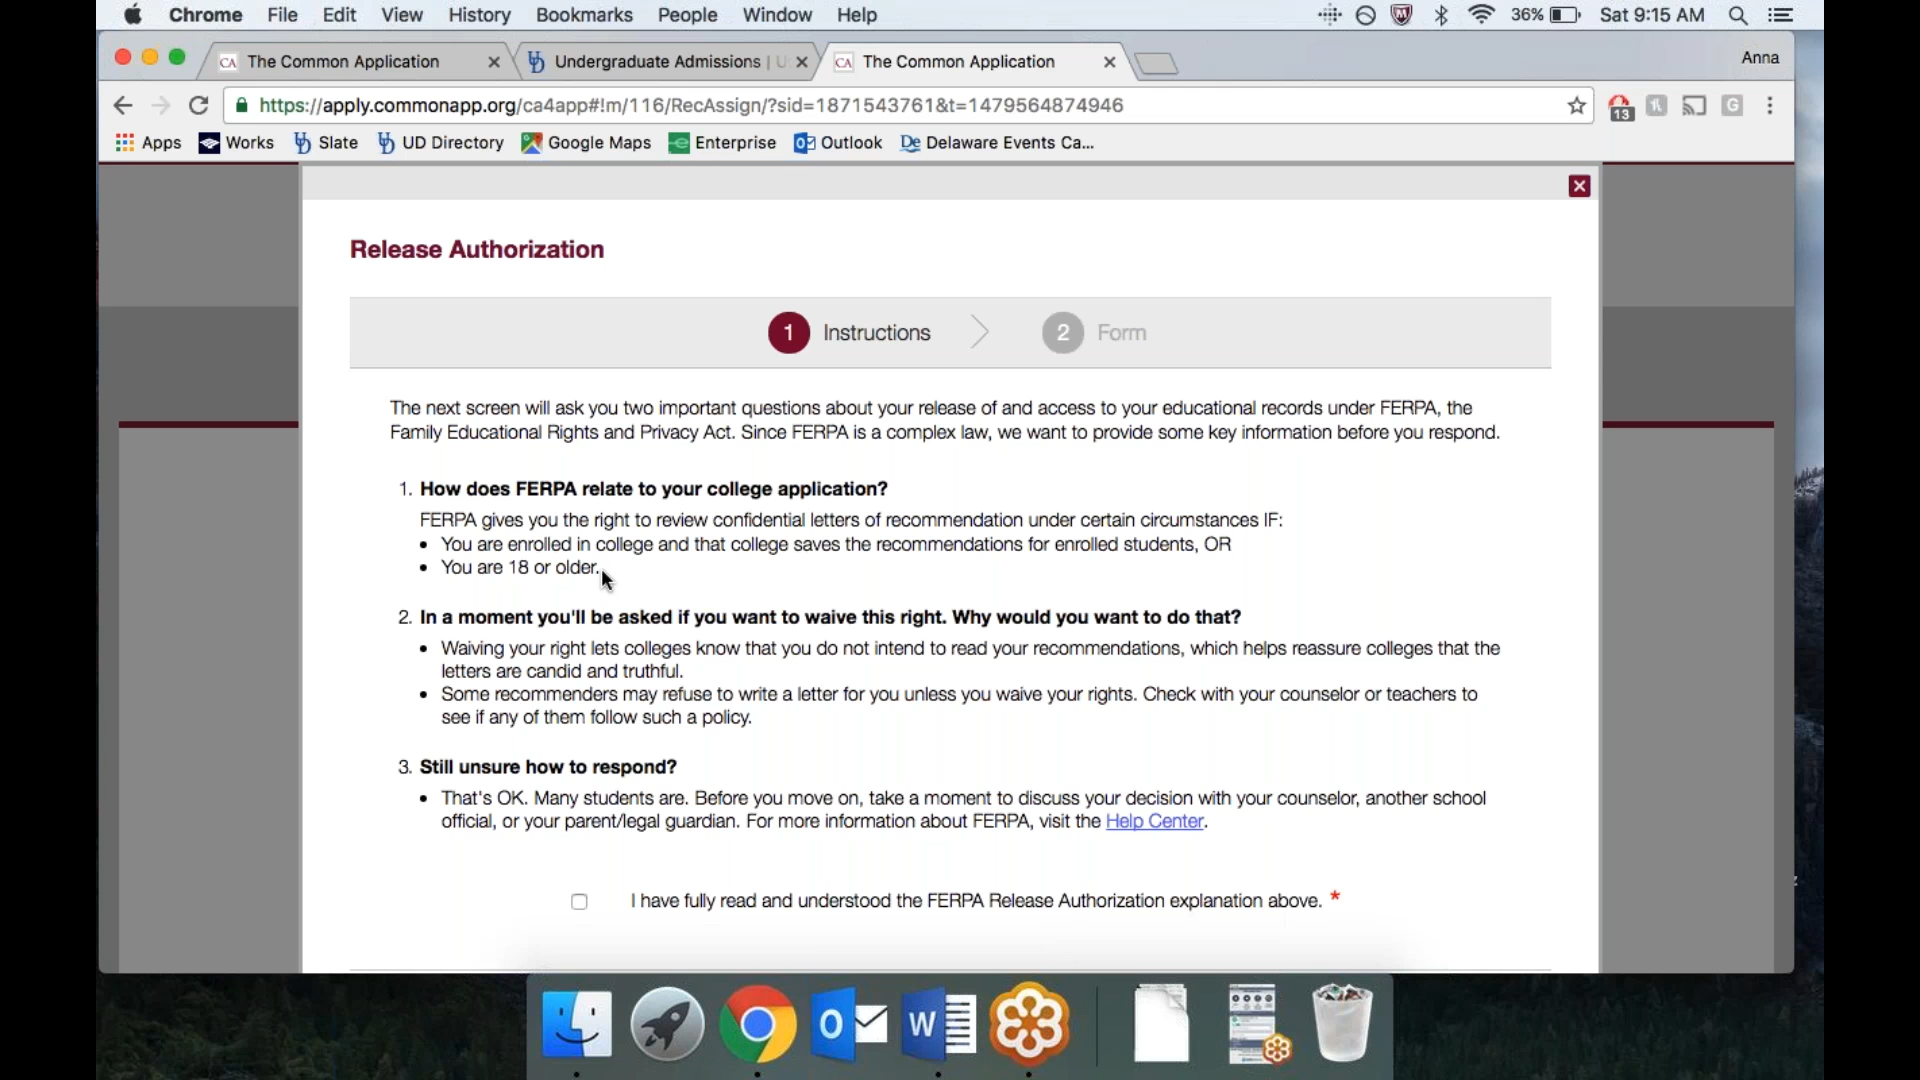 Chrome File Edit View History Bookmarks People Window Help 36% Sat 9:15 AM
CA The Common Application Undergraduate Admissions | U CA The Common Application Anna
https://apply.commonapp.org/ca4app#!m/116/RecAssign/?sid=1871543761&t=1479564874946 13 G
Apps Works Slate UD Directory Google Maps Enterprise Outlook De Delaware Events Ca...
Release Authorization
1 Instructions 2 Form
The next screen will ask you two important questions about your release of and access to your educational records under FERPA, the
Family Educational Rights and Privacy Act. Since FERPA is a complex law, we want to provide some key information before you respond.
1. How does FERPA relate to your college application?
FERPA gives you the right to review confidential letters of recommendation under certain circumstances IF:
• You are enrolled in college and that college saves the recommendations for enrolled students, OR
• You are 18 or older.
2. In a moment you'll be asked if you want to waive this right. Why would you want to do that?
• Waiving your right lets colleges know that you do not intend to read your recommendations, which helps reassure colleges that the
letters are candid and truthful.
• Some recommenders may refuse to write a letter for you unless you waive your rights. Check with your counselor or teachers to
see if any of them follow such a policy.
3. Still unsure how to respond?
• That's OK. Many students are. Before you move on, take a moment to discuss your decision with your counselor, another school
official, or your parent/legal guardian. For more information about FERPA, visit the Help Center.
I have fully read and understood the FERPA Release Authorization explanation above. *